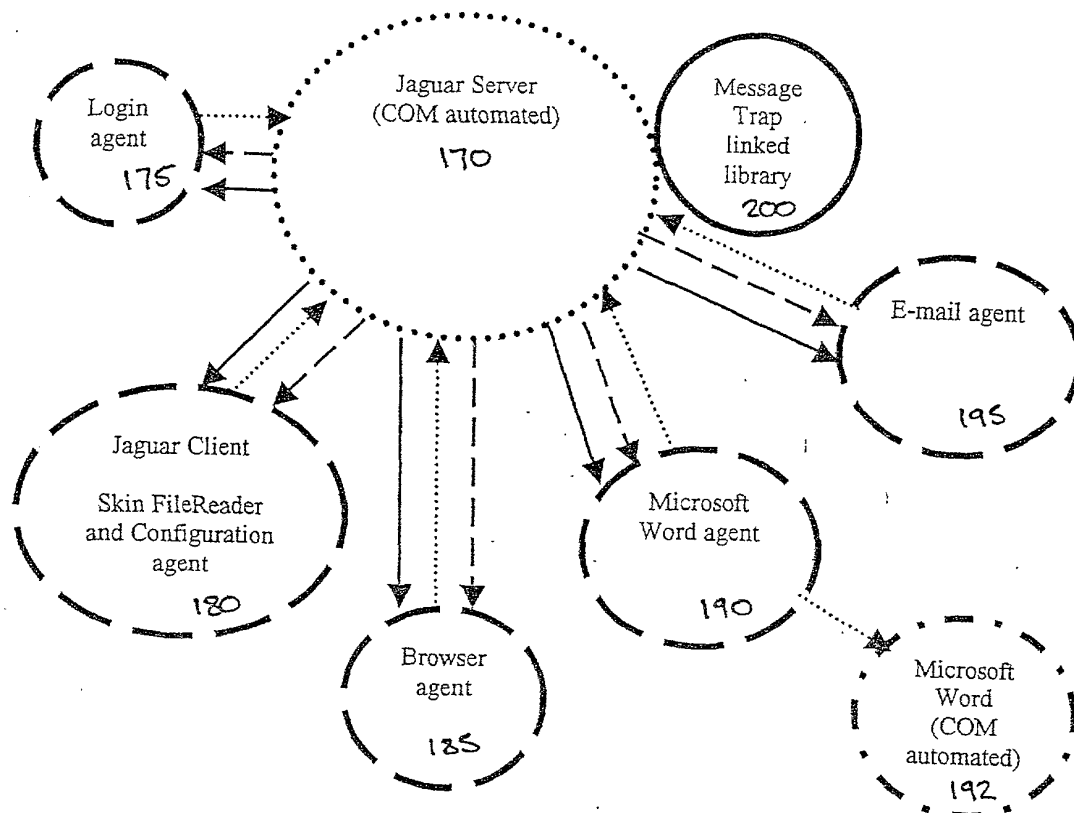 Login
agent
175
Jaguar Server
(COM automated)
170
Message
Trap
linked
library
200
E-mail agent
195
Jaguar Client
Skin FileReader
and Configuration
agent
180
Browser
agent
185
Microsoft
Word agent
190
Microsoft
Word
(COM
automated)
192